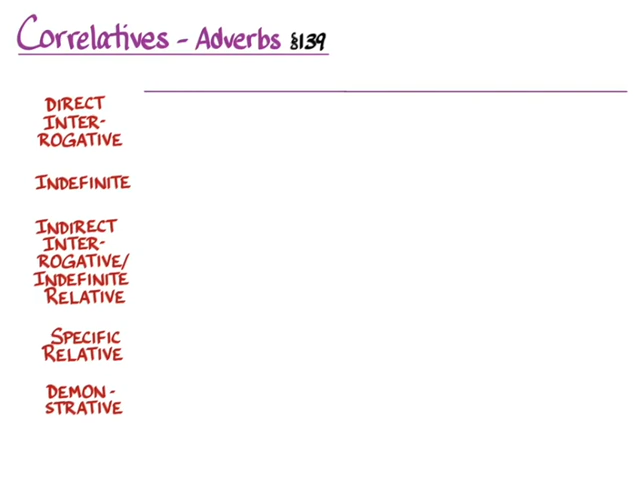 Correlatives - Adverbs §139
DIRECT
INTER-
ROGATIVE
INDEFINITE
INDIRECT
INTER-
ROGATIVE/
INDEFINITE
RELATIVE
SPECIFIC
RELATIVE
DEMON-
STRATIVE